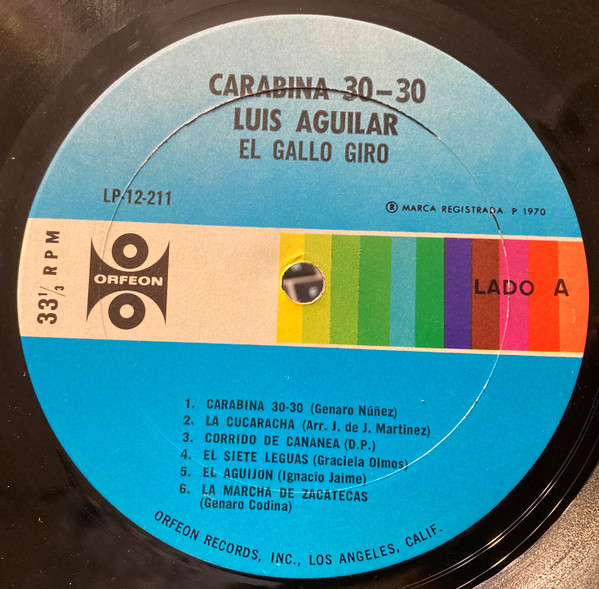 CARABINA 30-30
LUIS AGUILAR
EL GALLO GIRO
LP-12-211
® MARCA REGISTRADA P 1970
33 1/3 RPM
ORFEON
LADO A
1. CARABINA 30-30 (Genaro Núñez)
2. LA CUCARACHA (Arr. J. de J. Martinez)
3. CORRIDO DE CANANEA (D.P.)
4. EL SIETE LEGUAS (Graciela Olmos)
5. EL AGUIJON (Ignacio Jaime)
6. LA MARCHA DE ZACATECAS
(Genaro Codina)
ORFEON RECORDS, INC., LOS ANGELES, CALIF.